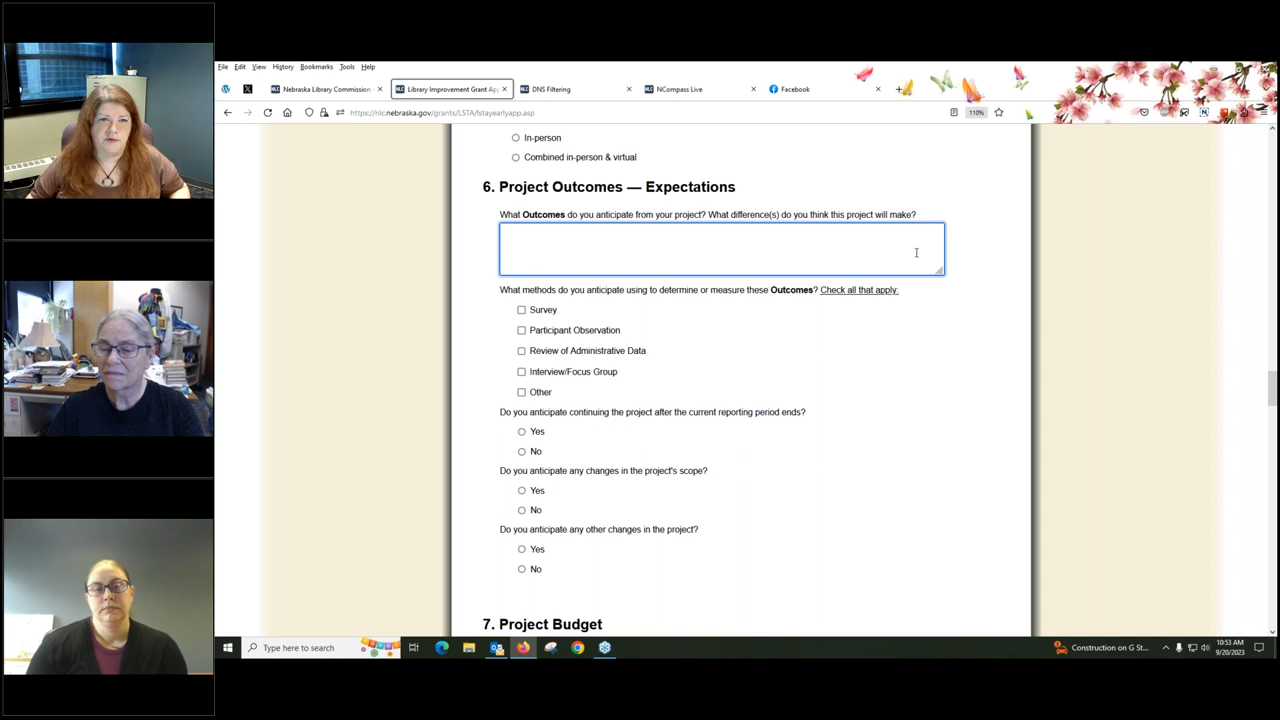 File Edit View History Bookmarks Tools Help
Nebraska Library Commission -
Library Improvement Grant App
DNS Filtering
NCompass Live
Facebook
https://nlc.nebraska.gov/grants/LSTA/lstayearlyapp.asp
110%
In-person
Combined in-person & virtual
6. Project Outcomes — Expectations
What Outcomes do you anticipate from your project? What difference(s) do you think this project will make?
What methods do you anticipate using to determine or measure these Outcomes? Check all that apply:
Survey
Participant Observation
Review of Administrative Data
Interview/Focus Group
Other
Do you anticipate continuing the project after the current reporting period ends?
Yes
No
Do you anticipate any changes in the project's scope?
Yes
No
Do you anticipate any other changes in the project?
Yes
No
7. Project Budget
Type here to search
Construction on G St...
10:53 AM
9/20/2023